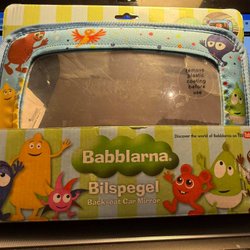 remove
plastic
coating
before
use
Discover the world of Babblarna on
Babblarna.
Bilspegel
Backseat Car Mirror